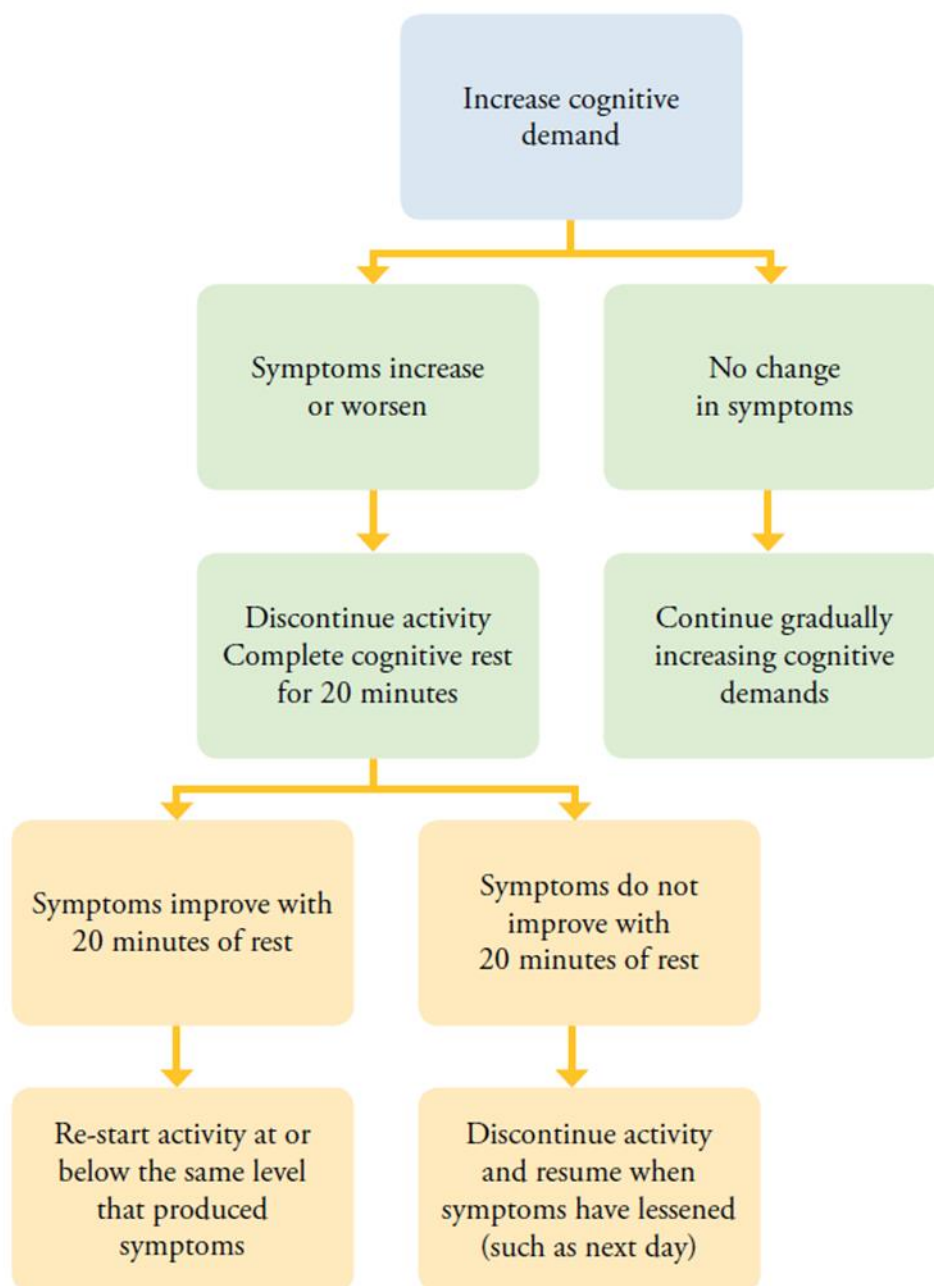 Increase cognitive
demand
Symptoms increase
or worsen
No change
in symptoms
Discontinue activity
Complete cognitive rest
for 20 minutes
Continue gradually
increasing cognitive
demands
Symptoms improve with
20 minutes of rest
Symptoms do not
improve with
20 minutes of rest
Re-start activity at or
below the same level
that produced
symptoms
Discontinue activity
and resume when
symptoms have lessened
(such as next day)